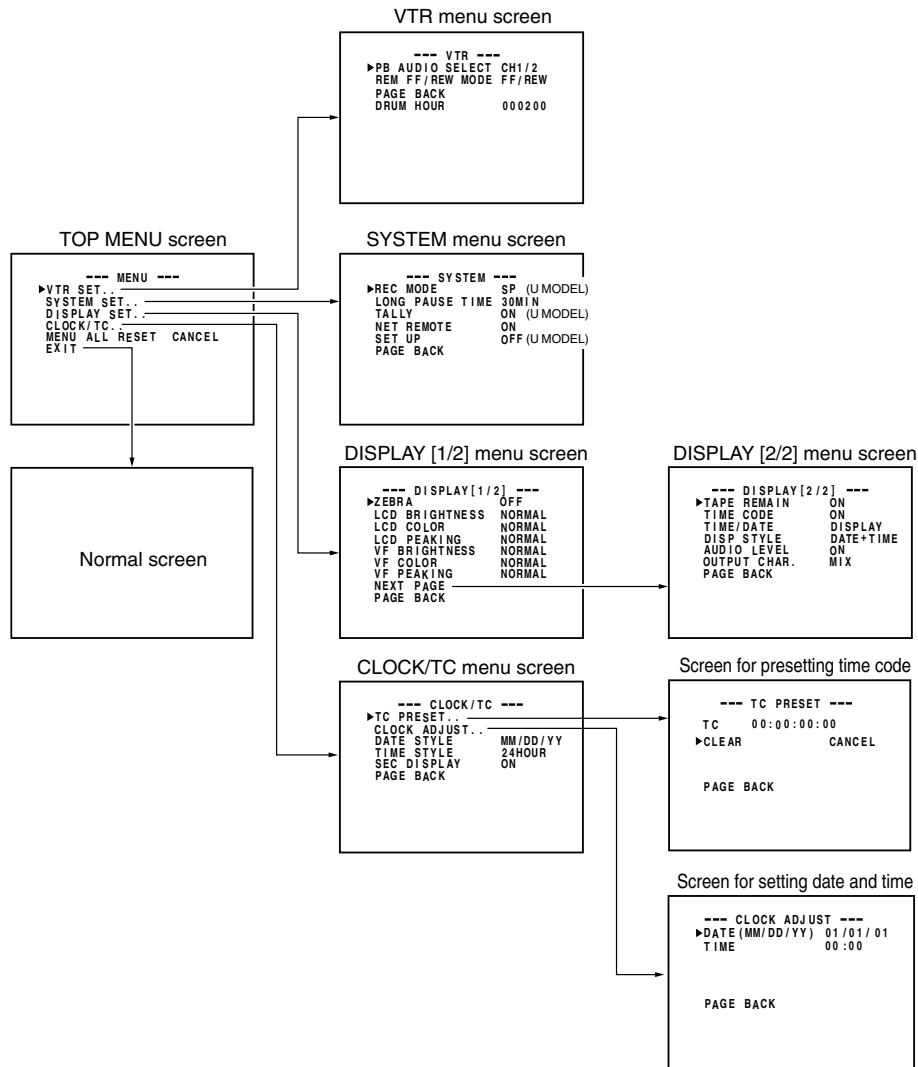 VTR menu screen
--- VTR ---
▶PB AUDIO SELECT CH1/2
REM FF/REW MODE FF/REW
PAGE BACK
DRUM HOUR 000200
TOP MENU screen
--- MENU ---
▶VTR SET..
SYSTEM SET..
DISPLAY SET..
CLOCK/TC..
MENU ALL RESET CANCEL
EXIT
SYSTEM menu screen
--- SYSTEM ---
▶REC MODE SP (U MODEL)
LONG PAUSE TIME 30MIN
TALLY ON (U MODEL)
NET REMOTE ON
SET UP OFF (U MODEL)
PAGE BACK
Normal screen
DISPLAY [1/2] menu screen
--- DISPLAY[1/2] ---
▶ZEBRA OFF
LCD BRIGHTNESS NORMAL
LCD COLOR NORMAL
LCD PEAKING NORMAL
VF BRIGHTNESS NORMAL
VF COLOR NORMAL
VF PEAKING NORMAL
NEXT PAGE
PAGE BACK
DISPLAY [2/2] menu screen
--- DISPLAY[2/2] ---
▶TAPE REMAIN ON
TIME CODE ON
TIME/DATE DISPLAY
DISP STYLE DATE+TIME
AUDIO LEVEL ON
OUTPUT CHAR. MIX
PAGE BACK
CLOCK/TC menu screen
--- CLOCK/TC ---
▶TC PRESET..
CLOCK ADJUST..
DATE STYLE MM/DD/YY
TIME STYLE 24HOUR
SEC DISPLAY ON
PAGE BACK
Screen for presetting time code
--- TC PRESET ---
TC 00:00:00:00
▶CLEAR CANCEL
PAGE BACK
Screen for setting date and time
--- CLOCK ADJUST ---
▶DATE(MM/DD/YY) 01/01/01
TIME 00:00
PAGE BACK